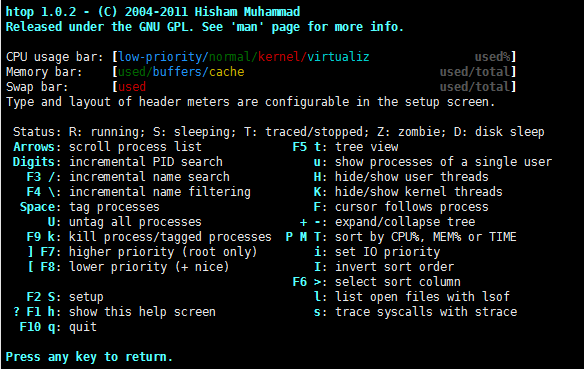 htop 1.0.2 - (C) 2004-2011 Hisham Muhammad
Released under the GNU GPL. See 'man' page for more info.
CPU usage bar: [low-priority/normal/kernel/virtualiz used%]
Memory bar: [used/buffers/cache used/total]
Swap bar: [used used/total]
Type and layout of header meters are configurable in the setup screen.
Status: R: running; S: sleeping; T: traced/stopped; Z: zombie; D: disk sleep
Arrows: scroll process list F5 t: tree view
Digits: incremental PID search u: show processes of a single user
F3 /: incremental name search H: hide/show user threads
F4 \: incremental name filtering K: hide/show kernel threads
Space: tag processes F: cursor follows process
U: untag all processes + -: expand/collapse tree
F9 k: kill process/tagged processes P M T: sort by CPU%, MEM% or TIME
] F7: higher priority (root only) i: set IO priority
[ F8: lower priority (+ nice) I: invert sort order
F6 >: select sort column
F2 S: setup l: list open files with lsof
? F1 h: show this help screen s: trace syscalls with strace
F10 q: quit
Press any key to return.